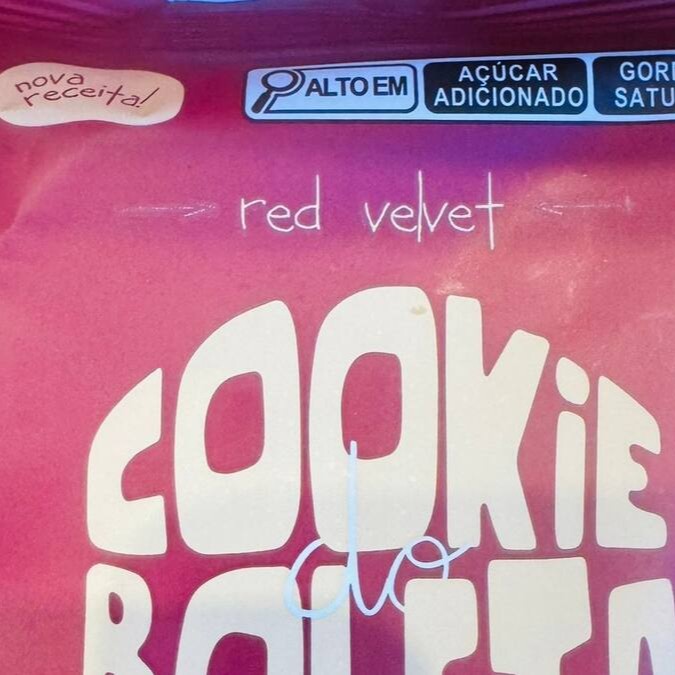 nova
receita!
ALTO EM
AÇÚCAR
ADICIONADO
red velvet
COOKiE
do